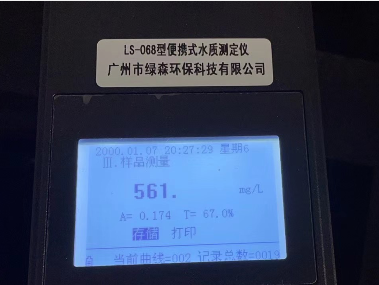 LS-068型便携式水质测定仪
广州市绿森环保科技有限公司
2000.01.07 20:27:29 星期6
Ⅲ.样品测量
561. mg/L
A= 0.174 T= 67.0%
存储 打印
当前曲线=002 记录总数=0019